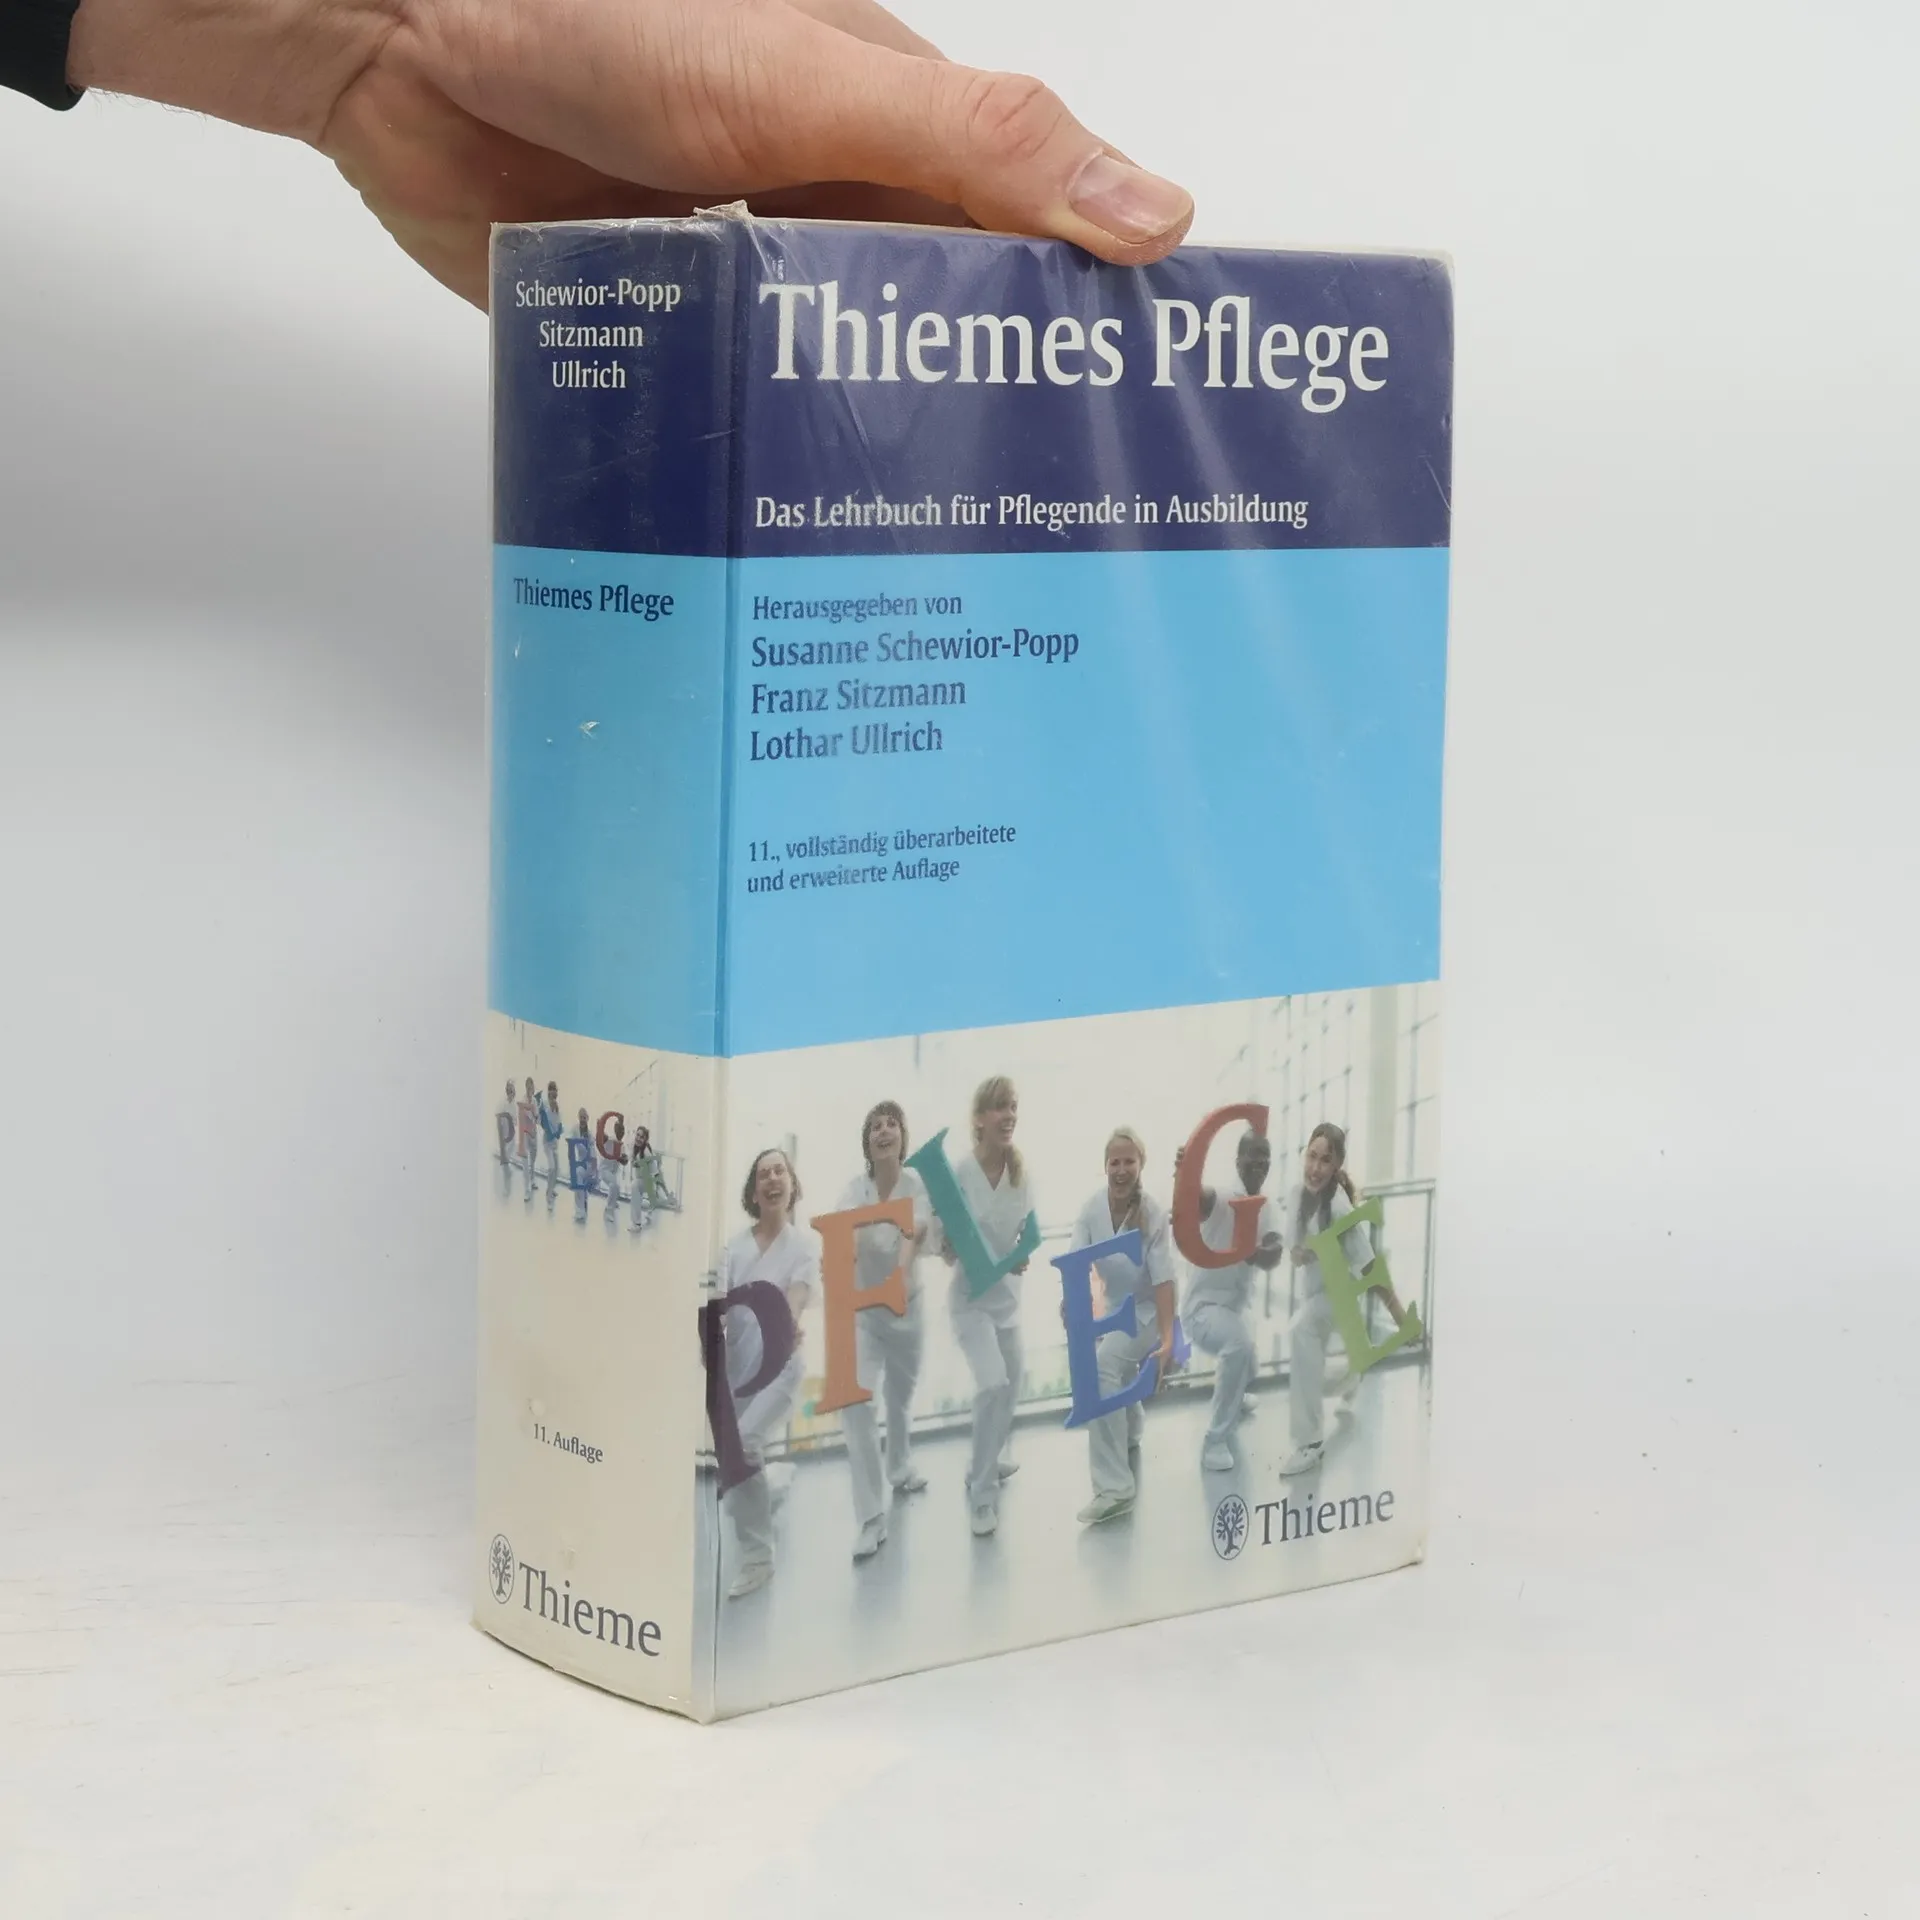 Schewior-Popp
Sitzmann
Ullrich
Thiemes Pflege
11. Auflage
Thieme
Thiemes Pflege
Das Lehrbuch für Pflegende in Ausbildung
Herausgegeben von
Susanne Schewior-Popp
Franz Sitzmann
Lothar Ullrich
11., vollständig überarbeitete
und erweiterte Auflage
PFLEGE
PFLEGE
Thieme